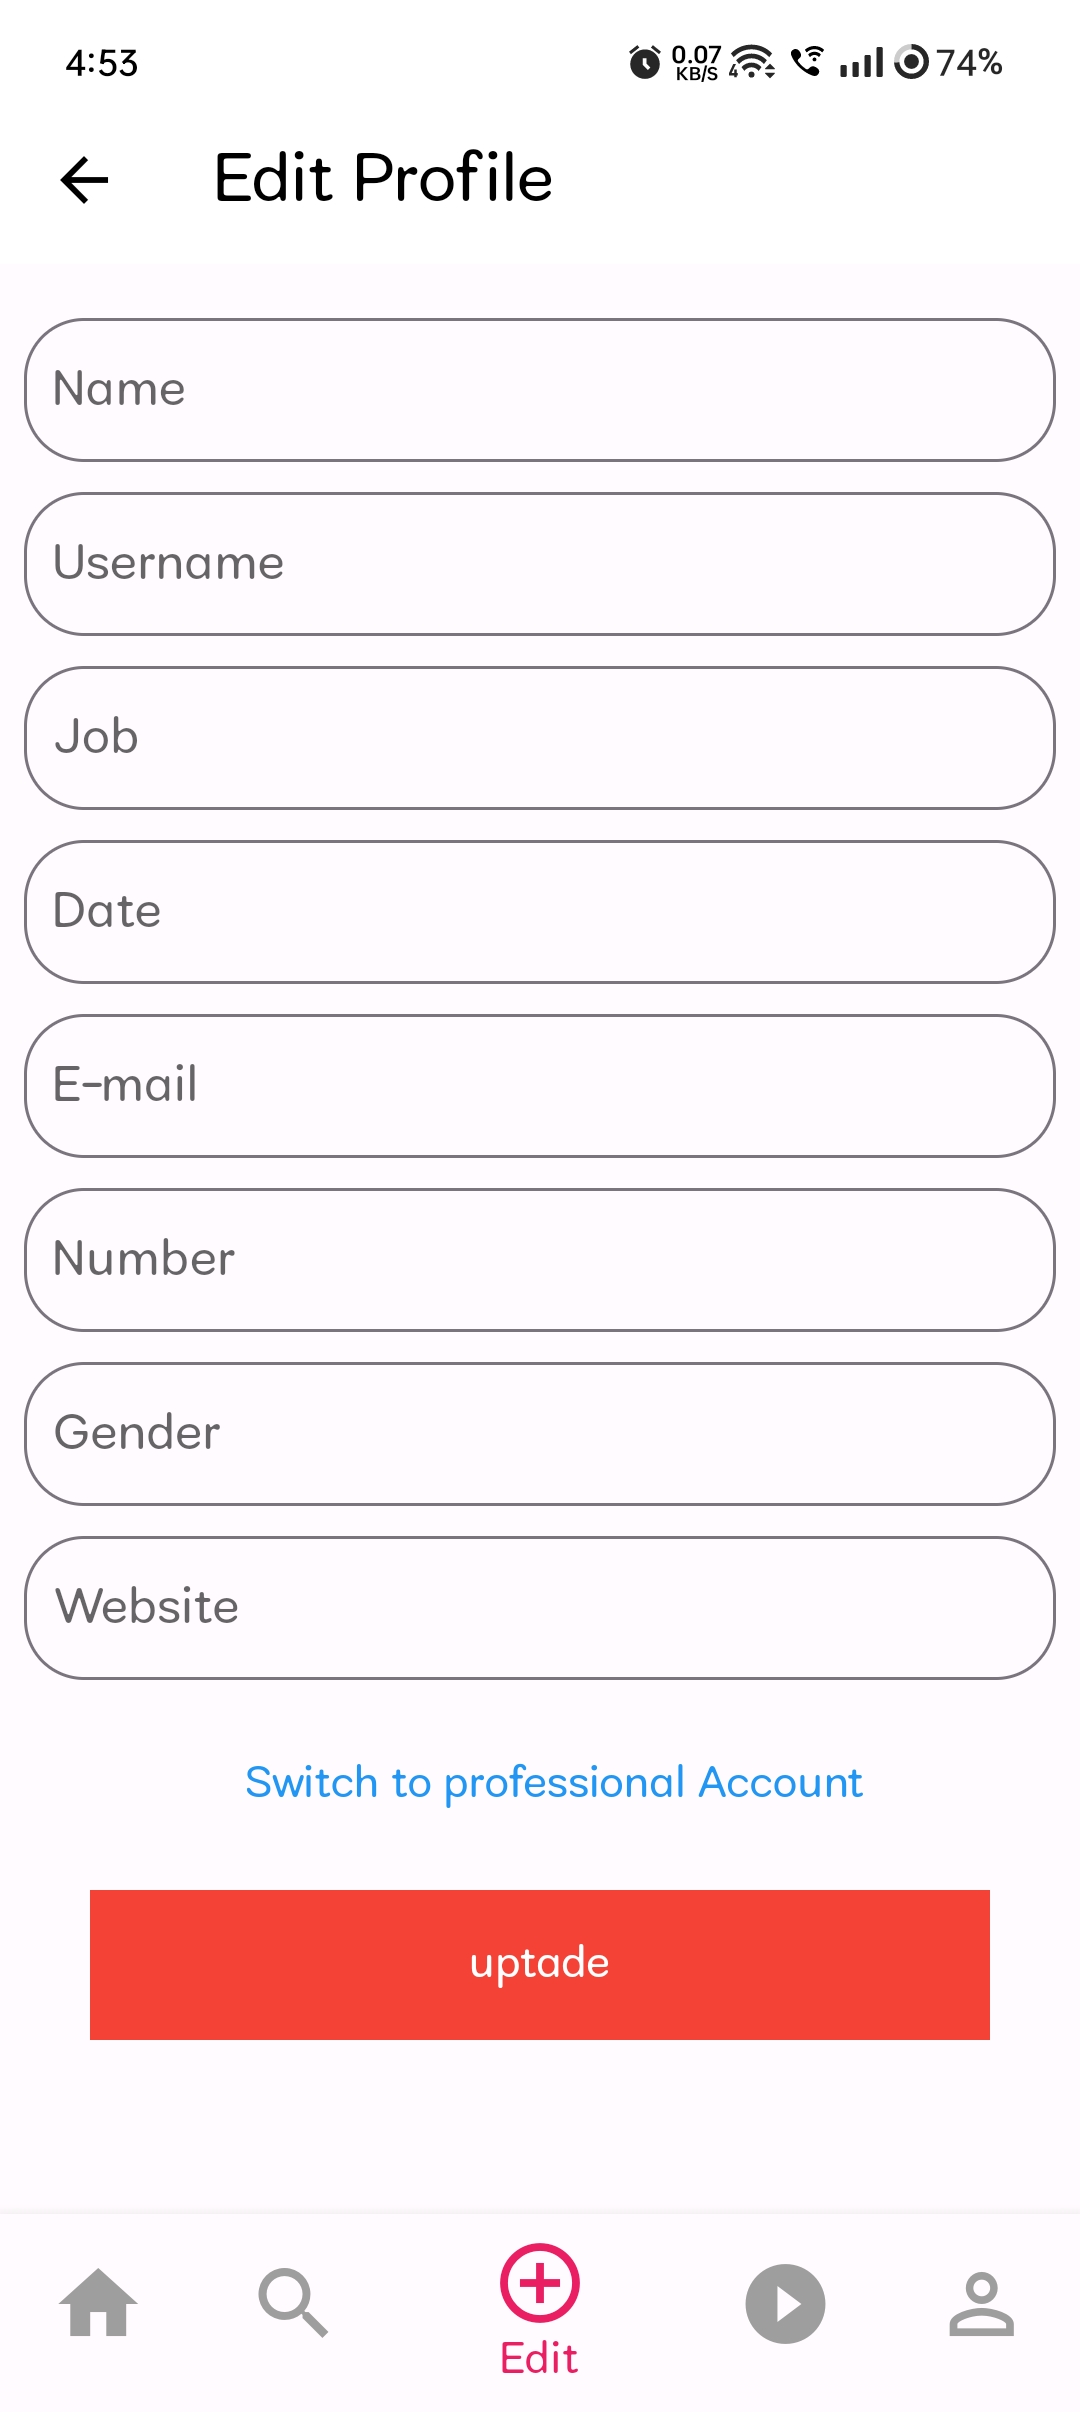 4:53
0.07
KB/S
4
74%
Edit Profile
Name
Username
Job
Date
E-mail
Number
Gender
Website
Switch to professional Account
uptade
Edit